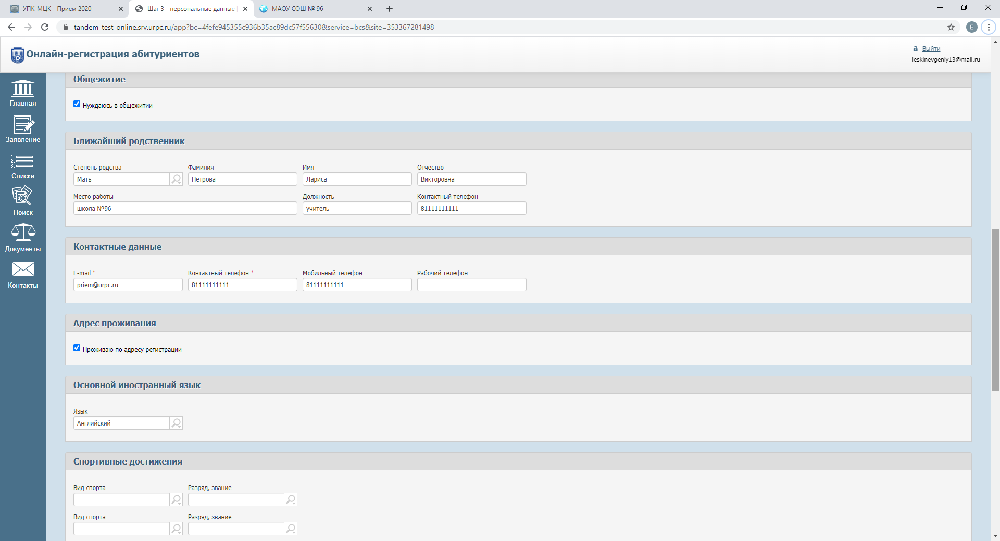 УПК-МЦК - Приём 2020
Шаг 3 - персональные данные
МАОУ СОШ № 96
tandem-test-online.srv.urpc.ru/app?bc=4fefe945355c936b35ac89dc57f55630&service=bcs&site=353367281498
E
Онлайн-регистрация абитуриентов
Выйти
leskinevgeniy13@mail.ru
Главная
Заявление
1.
2.
3.
Списки
Поиск
Документы
Контакты
Общежитие
Нуждаюсь в общежитии
Ближайший родственник
Степень родства Фамилия Имя Отчество
Мать Петрова Лариса Викторовна
Место работы Должность Контактный телефон
школа №96 учитель 81111111111
Контактные данные
E-mail * Контактный телефон * Мобильный телефон Рабочий телефон
priem@urpc.ru 81111111111 81111111111
Адрес проживания
Проживаю по адресу регистрации
Основной иностранный язык
Язык
Английский
Спортивные достижения
Вид спорта Разряд, звание
Вид спорта Разряд, звание